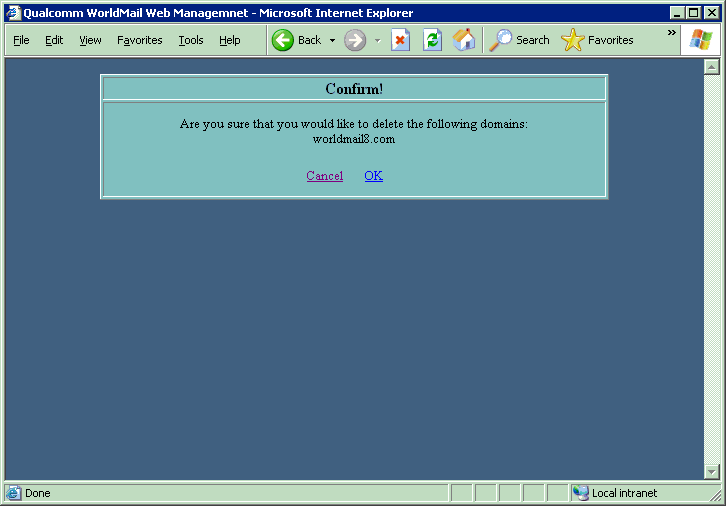 Qualcomm WorldMail Web Managemnet - Microsoft Internet Explorer
File Edit View Favorites Tools Help Back Search Favorites »
Confirm!
Are you sure that you would like to delete the following domains:
worldmail8.com
Cancel OK
Done Local intranet